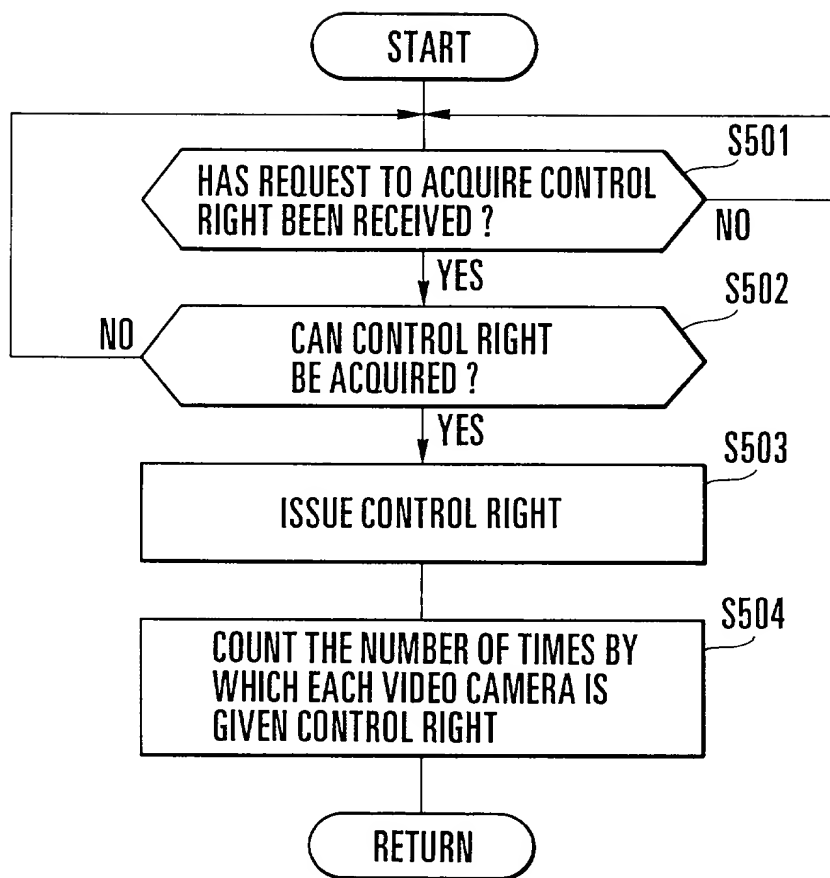 START
S501
HAS REQUEST TO ACQUIRE CONTROL
RIGHT BEEN RECEIVED ?
NO
YES
S502
NO
CAN CONTROL RIGHT
BE ACQUIRED ?
YES
S503
ISSUE CONTROL RIGHT
S504
COUNT THE NUMBER OF TIMES BY
WHICH EACH VIDEO CAMERA IS
GIVEN CONTROL RIGHT
RETURN